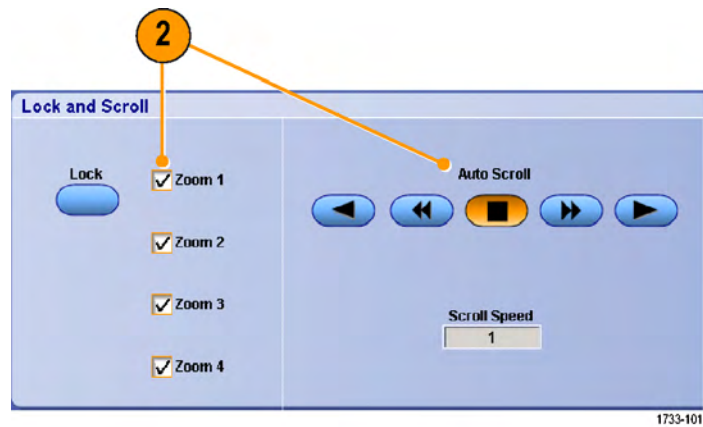 2
Lock and Scroll
Lock
Zoom 1
Auto Scroll
Zoom 2
Zoom 3
Scroll Speed
1
Zoom 4
1733-101